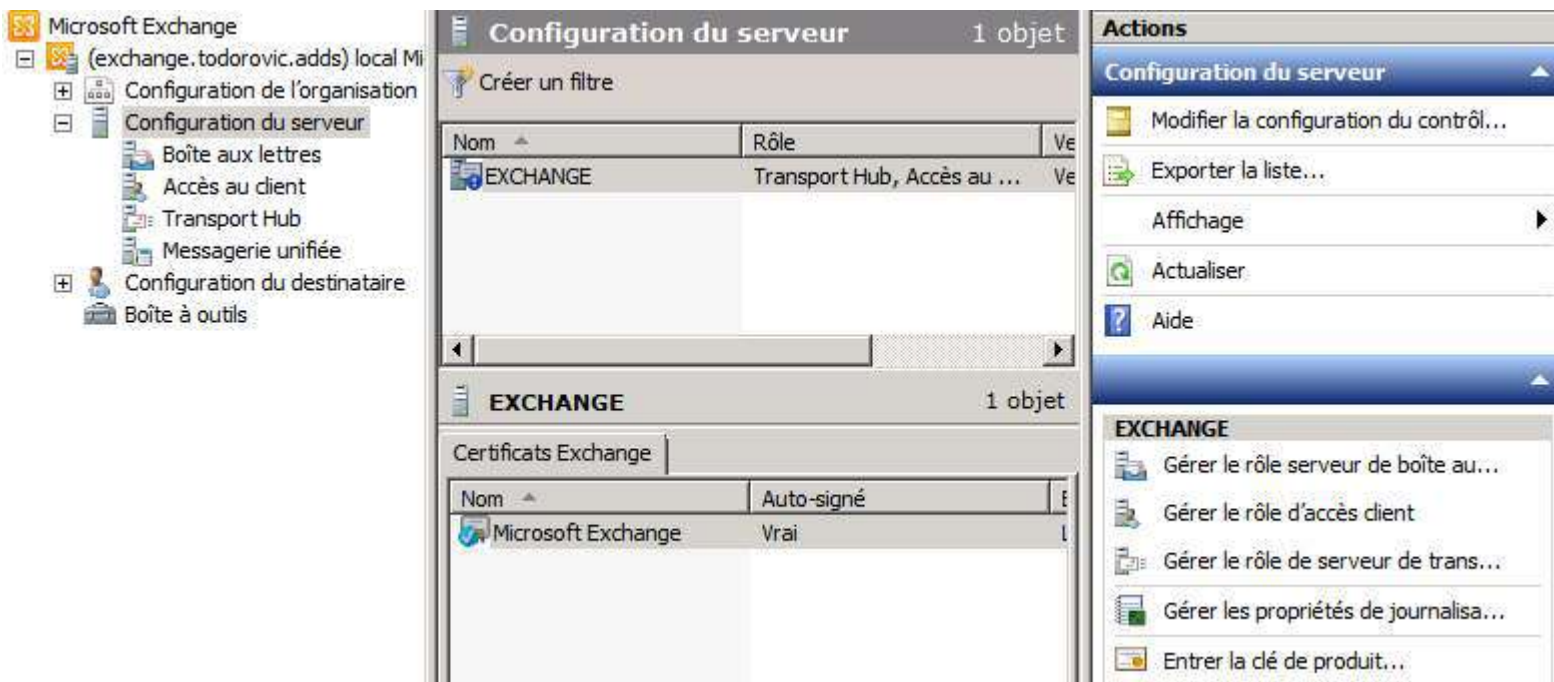 Microsoft Exchange
(exchange.todorovic.adds) local Mi
Configuration de l'organisation
Configuration du serveur
Boîte aux lettres
Accès au client
Transport Hub
Messagerie unifiée
Configuration du destinataire
Boîte à outils
Configuration du serveur 1 objet
Créer un filtre
Nom Rôle Ve
EXCHANGE Transport Hub, Accès au ... Ve
EXCHANGE 1 objet
Certificats Exchange
Nom Auto-signé
Microsoft Exchange Vrai
Actions
Configuration du serveur
Modifier la configuration du contrôl...
Exporter la liste...
Affichage
Actualiser
Aide
EXCHANGE
Gérer le rôle serveur de boîte au...
Gérer le rôle d'accès client
Gérer le rôle de serveur de trans...
Gérer les propriétés de journalisa...
Entrer la clé de produit...